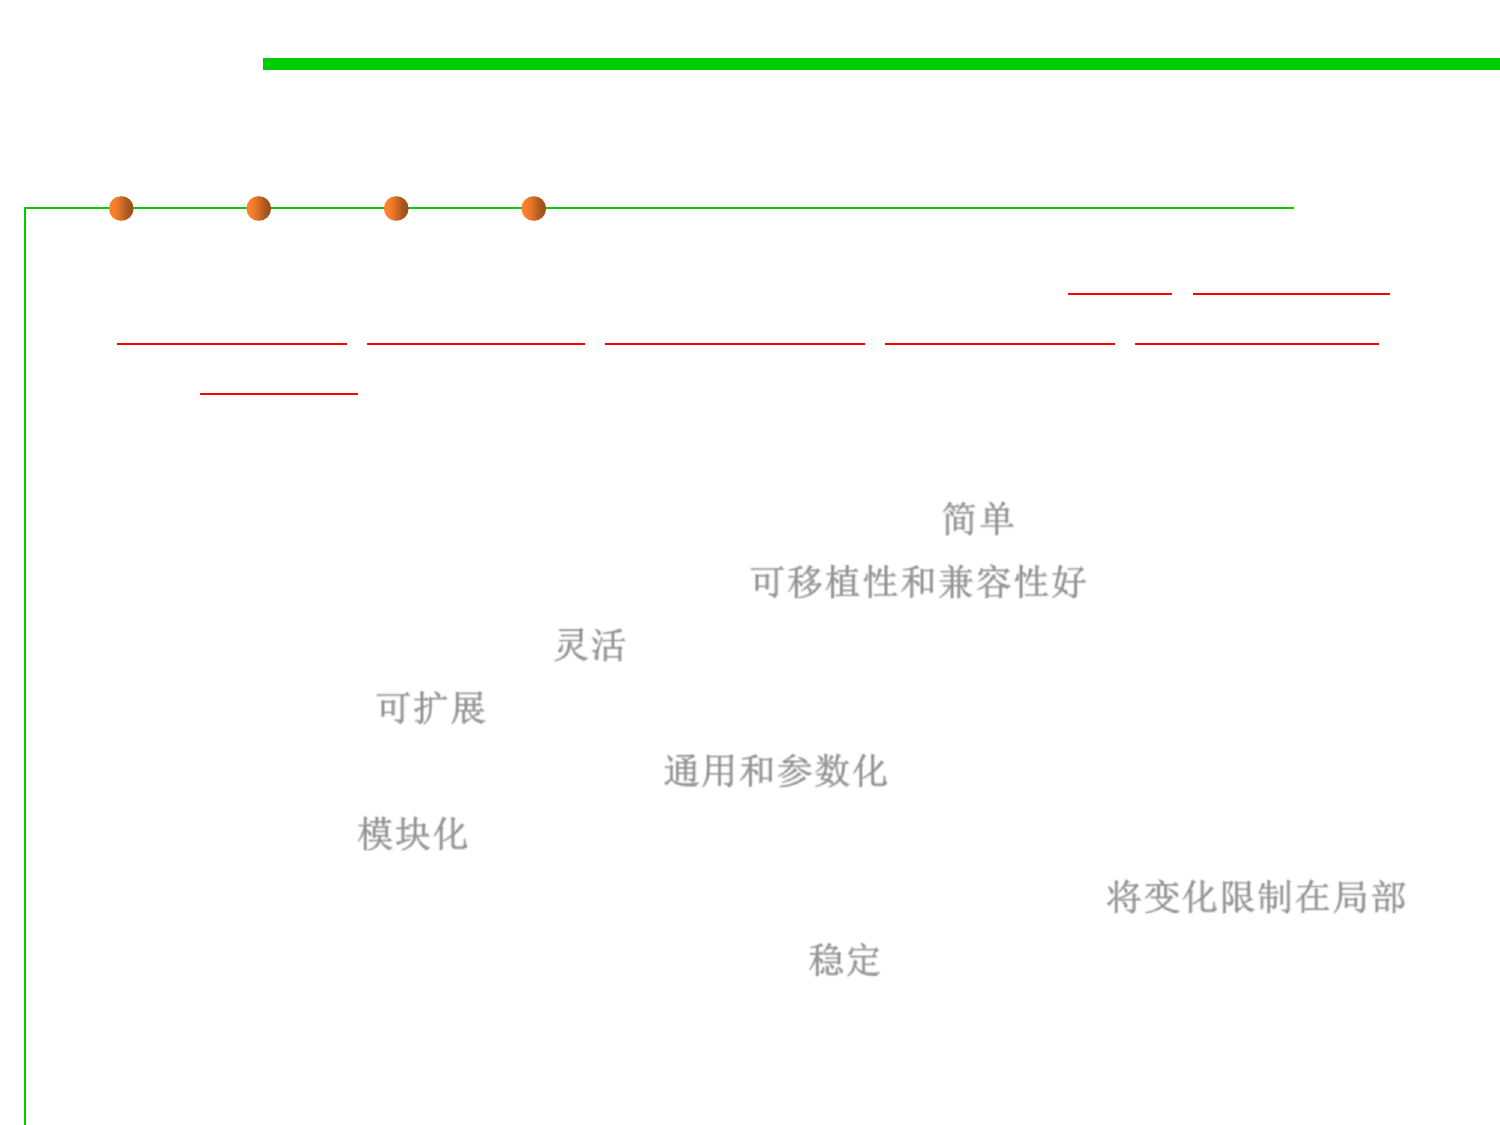 简单
可移植性和兼容性好
灵活
可扩展
通用和参数化
模块化
将变化限制在局部
稳定